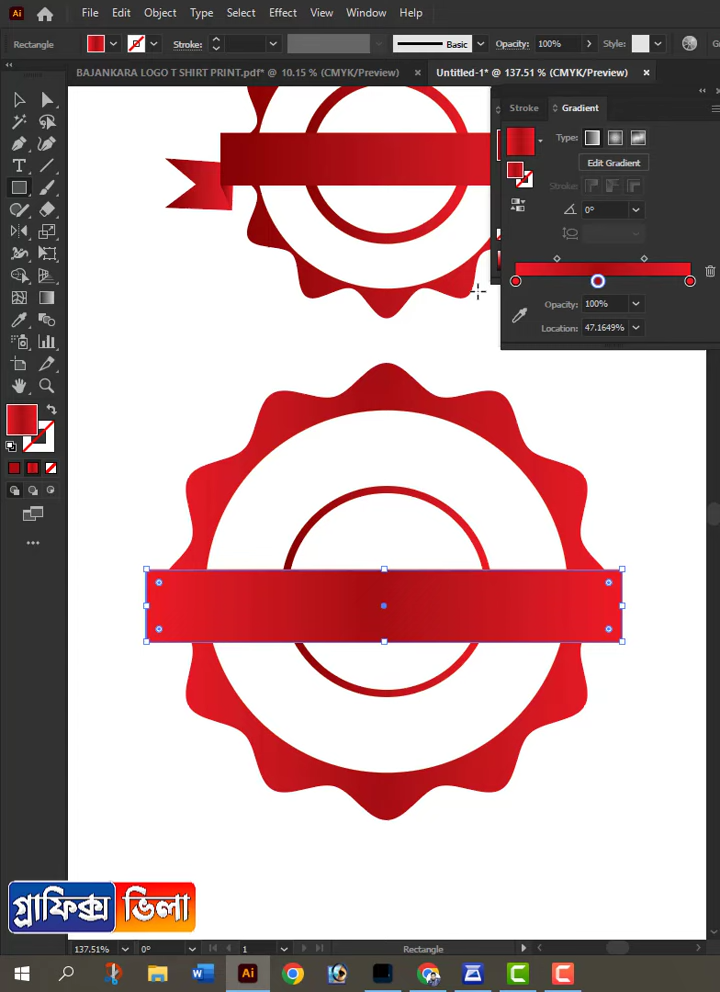 Ai File Edit Object Type Select Effect View Window Help
Rectangle Stroke: Basic Opacity: 100% Style:
BAJANKARA LOGO T SHIRT PRINT.pdf* @ 10.15 % (CMYK/Preview) × Untitled-1* @ 137.51 % (CMYK/Preview) ×
Stroke Gradient
Type:
Edit Gradient
Stroke:
0°
Opacity: 100%
Location: 47.1649%
গ্রাফিক্স ভিলা
137.51% 0° 1 Rectangle